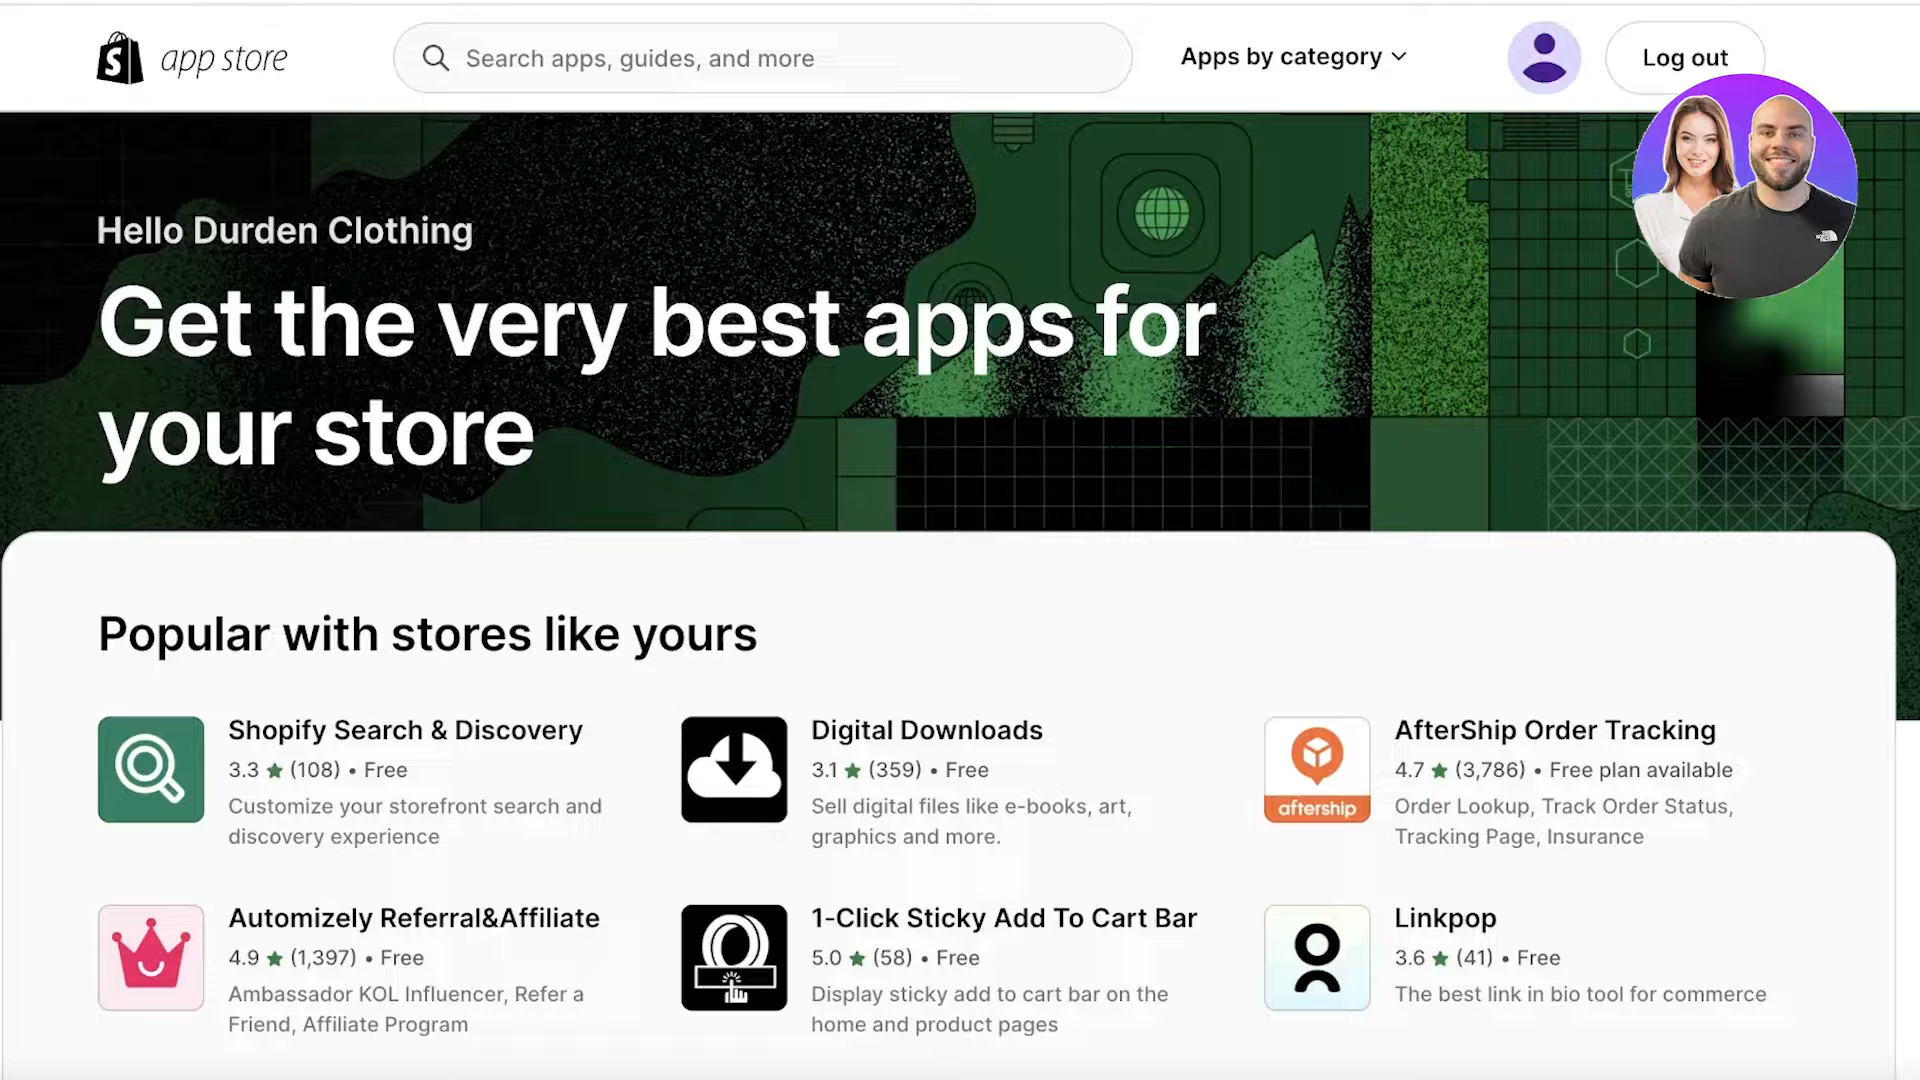 app store
Search apps, guides, and more
Apps by category
Log out
Hello Durden Clothing
Get the very best apps for
your store
Popular with stores like yours
Shopify Search & Discovery
3.3 ★ (108) • Free
Customize your storefront search and
discovery experience
Digital Downloads
3.1 ★ (359) • Free
Sell digital files like e-books, art,
graphics and more.
aftership
AfterShip Order Tracking
4.7 ★ (3,786) • Free plan available
Order Lookup, Track Order Status,
Tracking Page, Insurance
Automizely Referral&Affiliate
4.9 ★ (1,397) • Free
Ambassador KOL Influencer, Refer a
Friend, Affiliate Program
1-Click Sticky Add To Cart Bar
5.0 ★ (58) • Free
Display sticky add to cart bar on the
home and product pages
Linkpop
3.6 ★ (41) • Free
The best link in bio tool for commerce